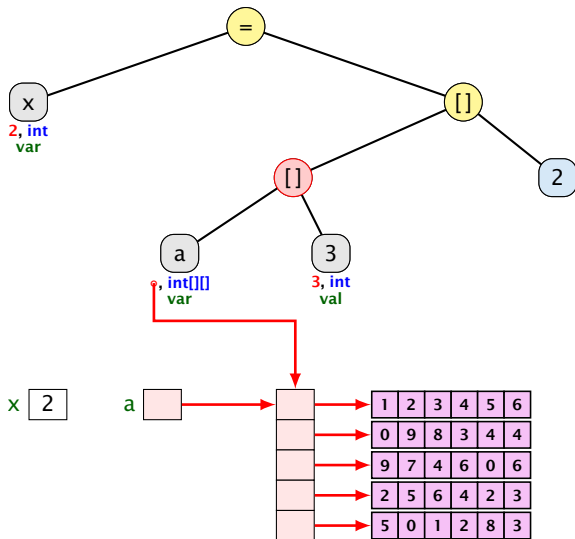 =
x
[]
2, int
var
[]
2
a
3
, int[][]
var
3, int
val
x 2 a 1 2 3 4 5 6
0 9 8 3 4 4
9 7 4 6 0 6
2 5 6 4 2 3
5 0 1 2 8 3